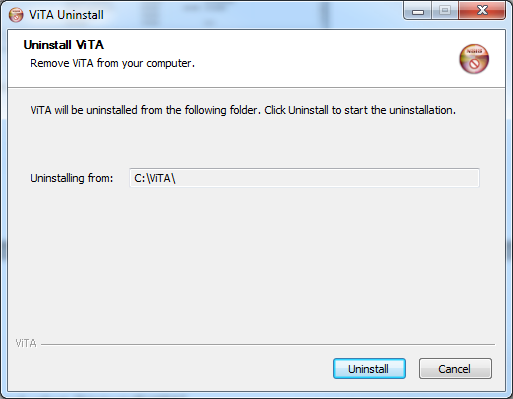 ViTA Uninstall
Uninstall ViTA
Remove ViTA from your computer.
ViTA will be uninstalled from the following folder. Click Uninstall to start the uninstallation.
Uninstalling from: C:\ViTA\
ViTA
Uninstall Cancel